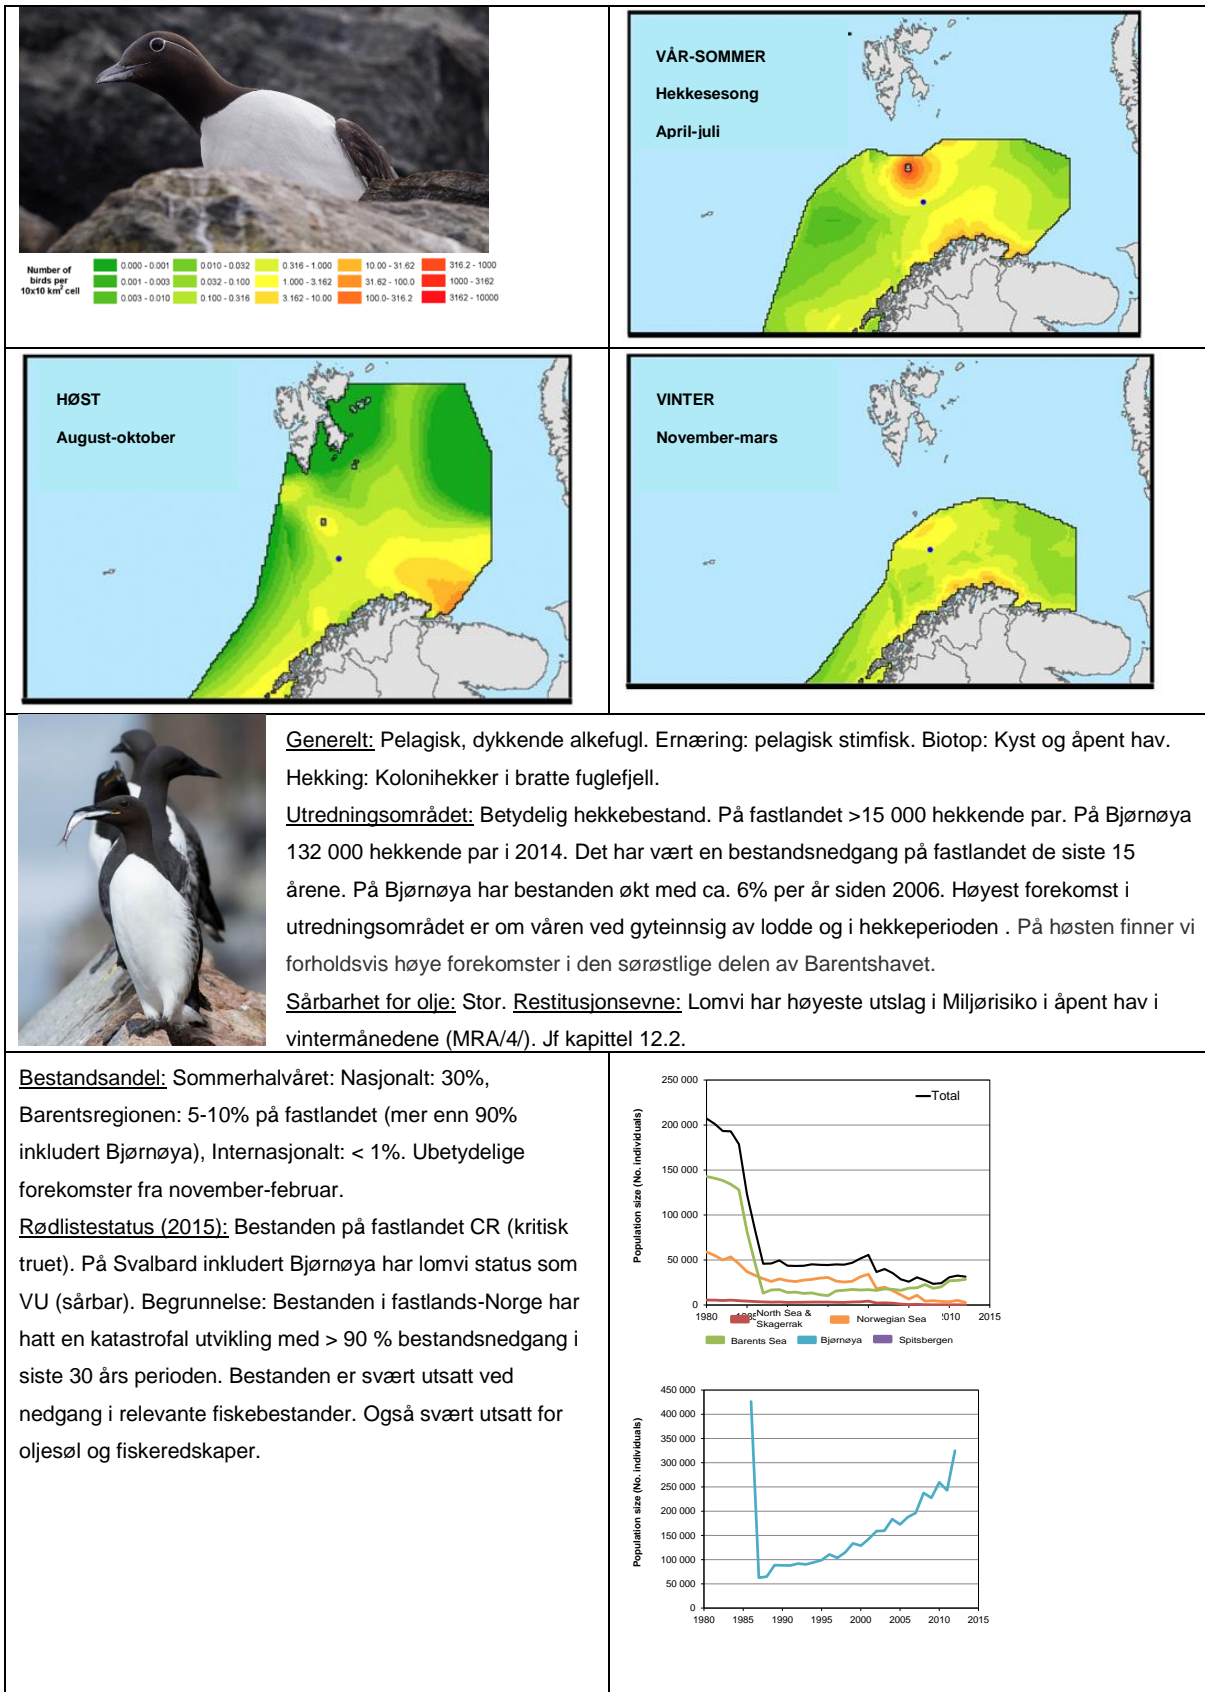 VÅR-SOMMER
Hekkesesong
April-juli
Number of
birds per
10x10 km² cell
0.000 - 0.001
0.001 - 0.003
0.003 - 0.010
0.010 - 0.032
0.032 - 0.100
0.100 - 0.316
0.316 - 1.000
1.000 - 3.162
3.162 - 10.00
10.00 - 31.62
31.62 - 100.0
100.0- 316.2
316.2 - 1000
1000 - 3162
3162 - 10000
HØST
August-oktober
VINTER
November-mars
Generelt: Pelagisk, dykkende alkefugl. Ernæring: pelagisk stimfisk. Biotop: Kyst og åpent hav.
Hekking: Kolonihekker i bratte fuglefjell.
Utredningsområdet: Betydelig hekkebestand. På fastlandet >15 000 hekkende par. På Bjørnøya
132 000 hekkende par i 2014. Det har vært en bestandsnedgang på fastlandet de siste 15
årene. På Bjørnøya har bestanden økt med ca. 6% per år siden 2006. Høyest forekomst i
utredningsområdet er om våren ved gyteinnsig av lodde og i hekkeperioden . På høsten finner vi
forholdsvis høye forekomster i den sørøstlige delen av Barentshavet.
Sårbarhet for olje: Stor. Restitusjonsevne: Lomvi har høyeste utslag i Miljørisiko i åpent hav i
vintermånedene (MRA/4/). Jf kapittel 12.2.
Bestandsandel: Sommerhalvåret: Nasjonalt: 30%,
Barentsregionen: 5-10% på fastlandet (mer enn 90%
inkludert Bjørnøya), Internasjonalt: < 1%. Ubetydelige
forekomster fra november-februar.
Rødlistestatus (2015): Bestanden på fastlandet CR (kritisk
truet). På Svalbard inkludert Bjørnøya har lomvi status som
VU (sårbar). Begrunnelse: Bestanden i fastlands-Norge har
hatt en katastrofal utvikling med > 90 % bestandsnedgang i
siste 30 års perioden. Bestanden er svært utsatt ved
nedgang i relevante fiskebestander. Også svært utsatt for
oljesøl og fiskeredskaper.
Population size (No. individuals)
250 000
200 000
150 000
100 000
50 000
0
Total
1980 2010 2015
North Sea &
Skagerrak
Norwegian Sea
Barents Sea Bjørnøya Spitsbergen
Population size (No. individuals)
450 000
400 000
350 000
300 000
250 000
200 000
150 000
100 000
50 000
0
1980 1985 1990 1995 2000 2005 2010 2015